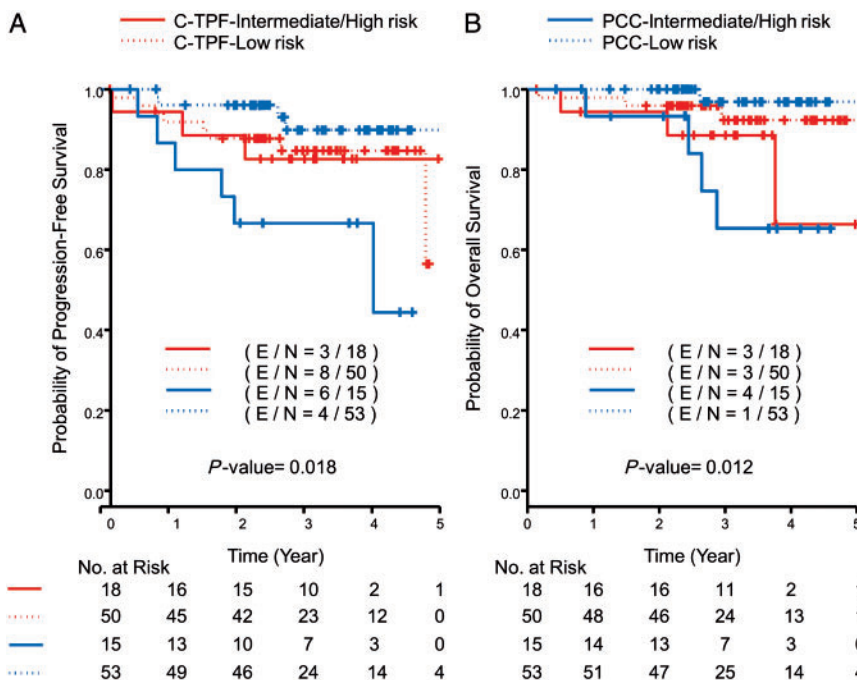 A
C-TPF-Intermediate/High risk
C-TPF-Low risk
Probability of Progression-Free Survival
1.0
0.8
0.6
0.4
0.2
0.0
( E / N = 3 / 18 )
( E / N = 8 / 50 )
( E / N = 6 / 15 )
( E / N = 4 / 53 )
P-value= 0.018
0 1 2 3 4 5
Time (Year)
No. at Risk
18 16 15 10 2 1
50 45 42 23 12 0
15 13 10 7 3 0
53 49 46 24 14 4
B
PCC-Intermediate/High risk
PCC-Low risk
Probability of Overall Survival
1.0
0.8
0.6
0.4
0.2
0.0
( E / N = 3 / 18 )
( E / N = 3 / 50 )
( E / N = 4 / 15 )
( E / N = 1 / 53 )
P-value= 0.012
0 1 2 3 4 5
Time (Year)
No. at Risk
18 16 16 11 2
50 48 46 24 13
15 14 13 7 3
53 51 47 25 14